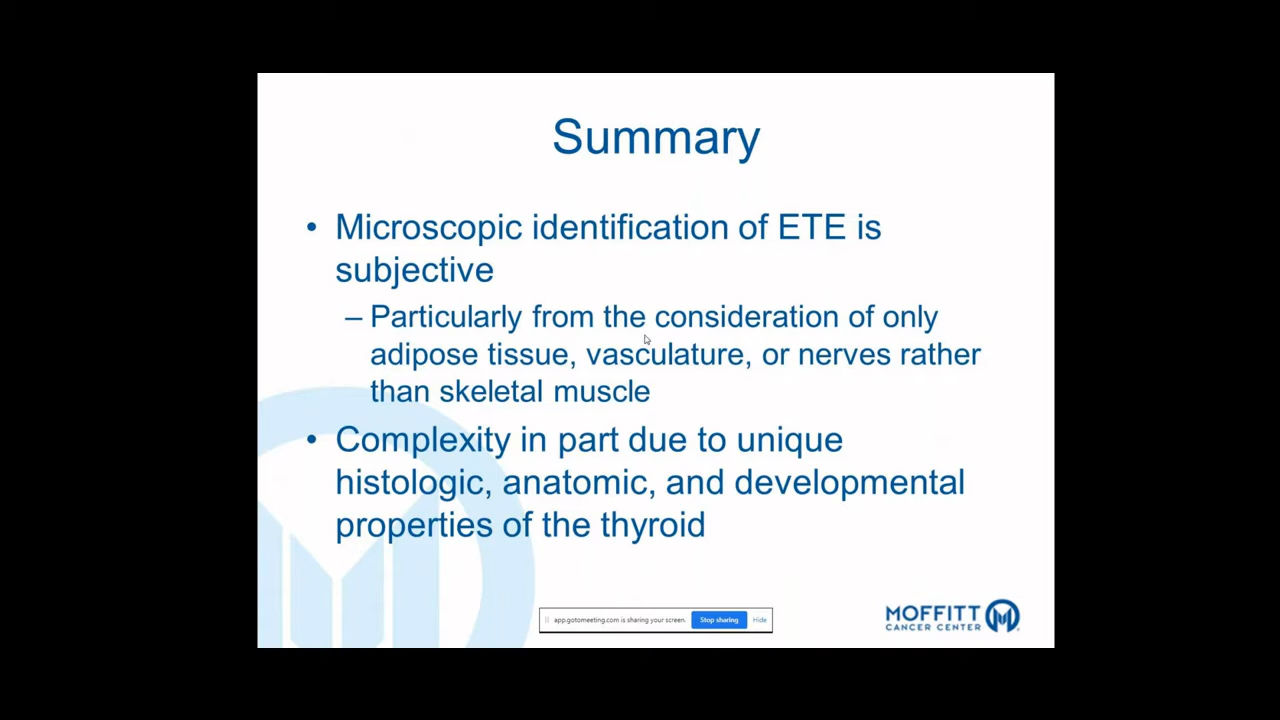 Summary
• Microscopic identification of ETE is
subjective
– Particularly from the consideration of only
adipose tissue, vasculature, or nerves rather
than skeletal muscle
• Complexity in part due to unique
histologic, anatomic, and developmental
properties of the thyroid
app.gotomeeting.com is sharing your screen. Stop sharing Hide
MOFFITT
CANCER CENTER